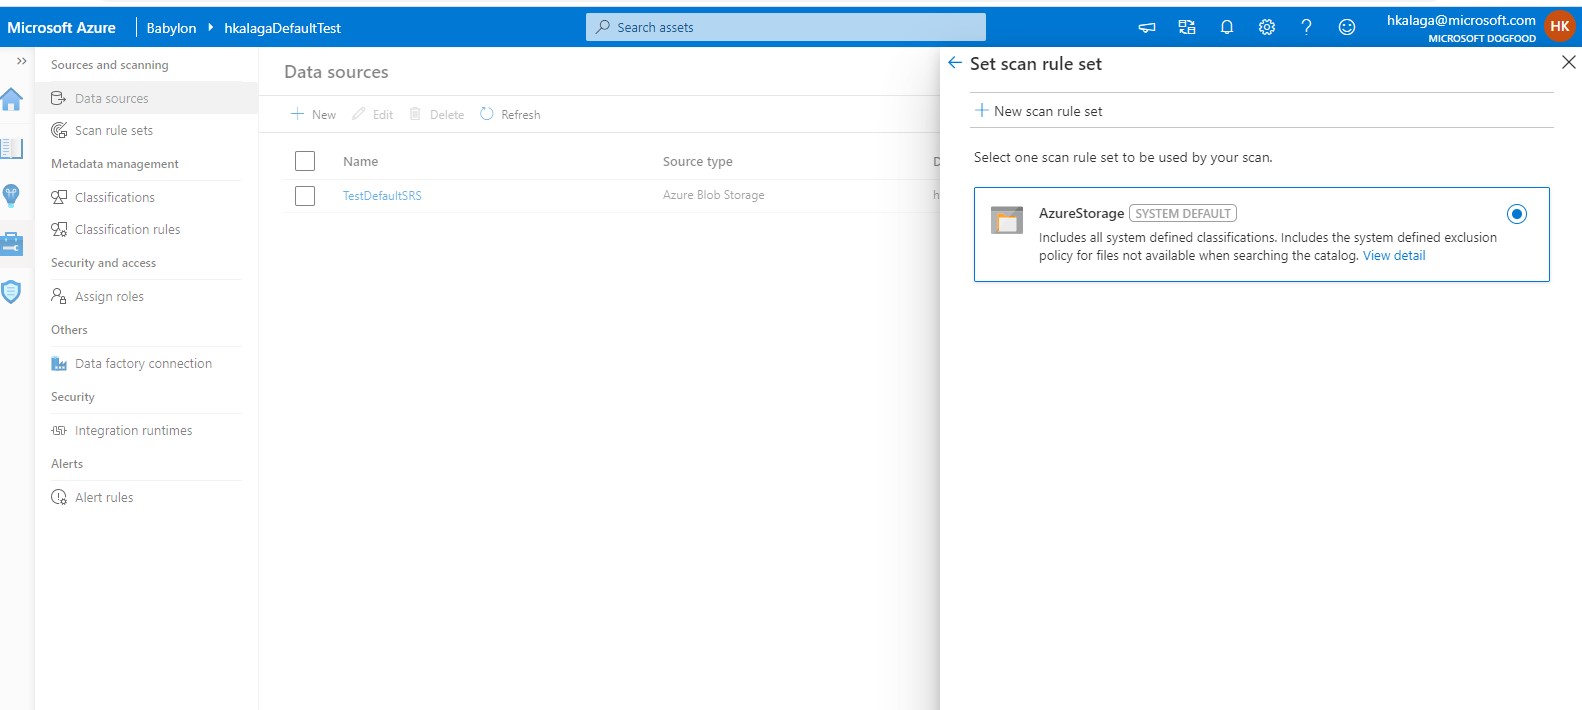 Microsoft Azure
Babylon
hkalagaDefaultTest
Search assets
hkalaga@microsoft.com
MICROSOFT DOGFOOD
HK
Sources and scanning
Data sources
Scan rule sets
Metadata management
Classifications
Classification rules
Security and access
Assign roles
Others
Data factory connection
Security
Integration runtimes
Alerts
Alert rules
Data sources
New Edit Delete Refresh
Name Source type
TestDefaultSRS Azure Blob Storage h
Set scan rule set
New scan rule set
Select one scan rule set to be used by your scan.
AzureStorage SYSTEM DEFAULT
Includes all system defined classifications. Includes the system defined exclusion
policy for files not available when searching the catalog. View detail